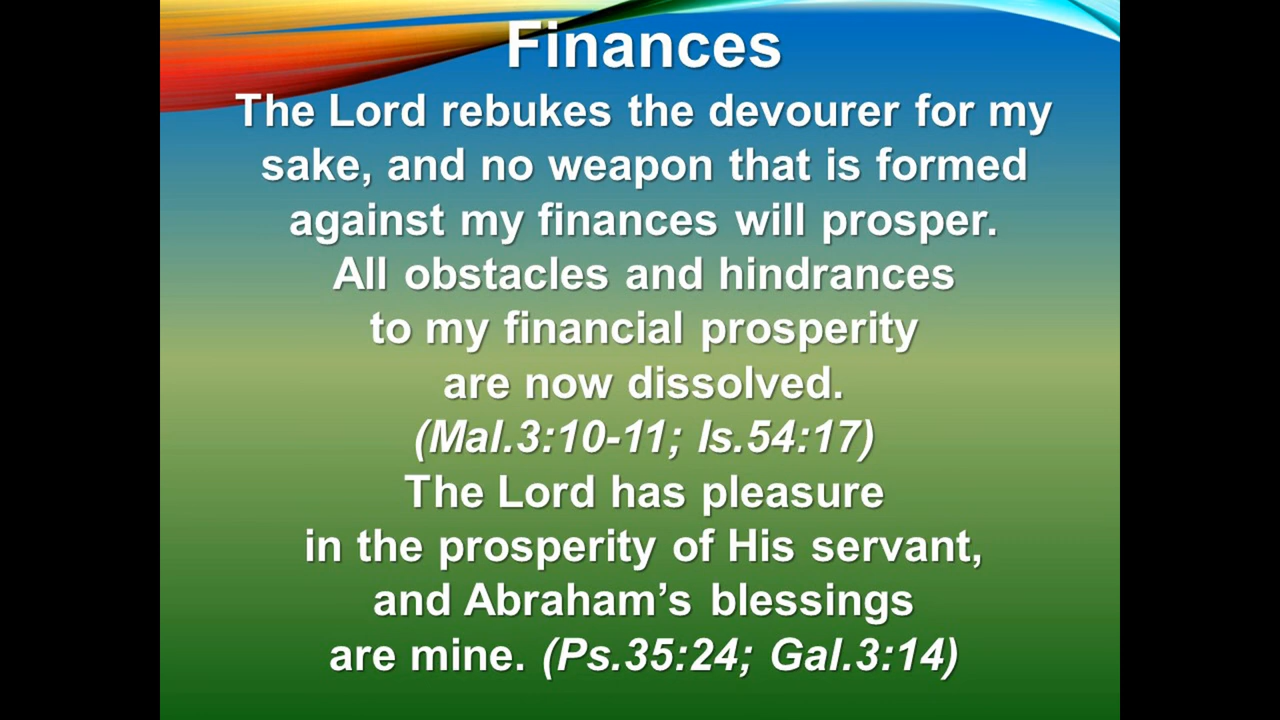 Finances
The Lord rebukes the devourer for my
sake, and no weapon that is formed
against my finances will prosper.
All obstacles and hindrances
to my financial prosperity
are now dissolved.
(Mal.3:10-11; Is.54:17)
The Lord has pleasure
in the prosperity of His servant,
and Abraham’s blessings
are mine. (Ps.35:24; Gal.3:14)